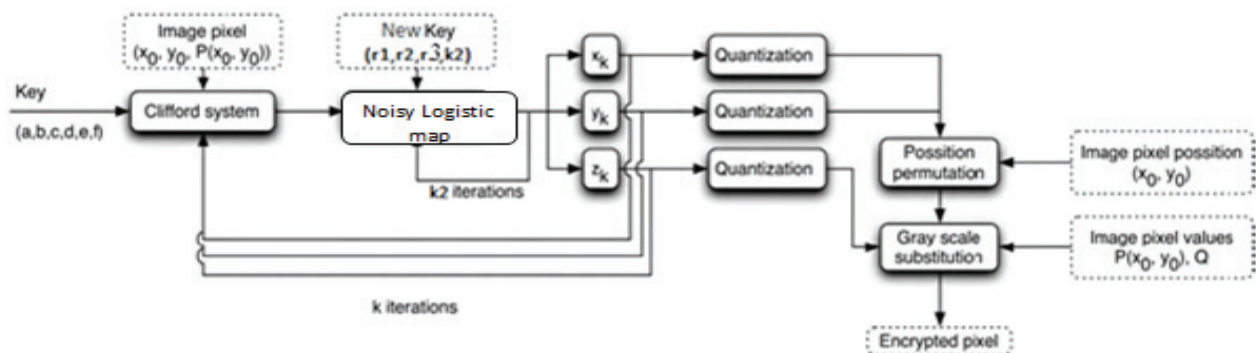 Image pixel
(x0, y0, P(x0, y0))
New Key
(r1,r2,r3,k2)
Key
(a,b,c,d,e,f)
Clifford system
Noisy Logistic
map
k2 iterations
xk
yk
zk
Quantization
Quantization
Quantization
Possition
permutation
Image pixel possition
(x0, y0)
Gray scale
substitution
Image pixel values
P(x0, y0), Q
k iterations
Encrypted pixel